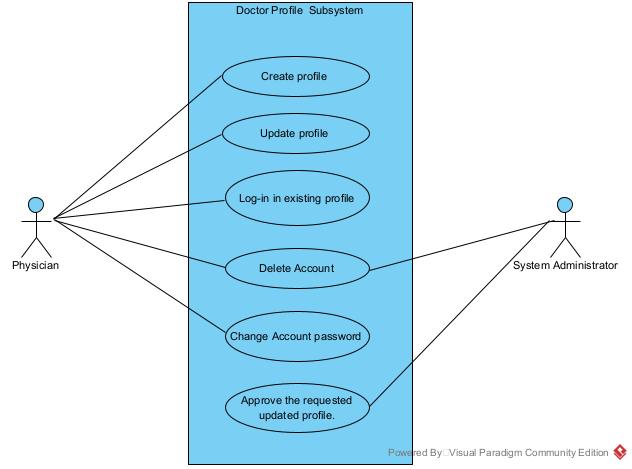 Doctor Profile Subsystem
Create profile
Update profile
Log-in in existing profile
Physician
System Administrator
Delete Account
Change Account password
Approve the requested
updated profile.
Powered By Visual Paradigm Community Edition